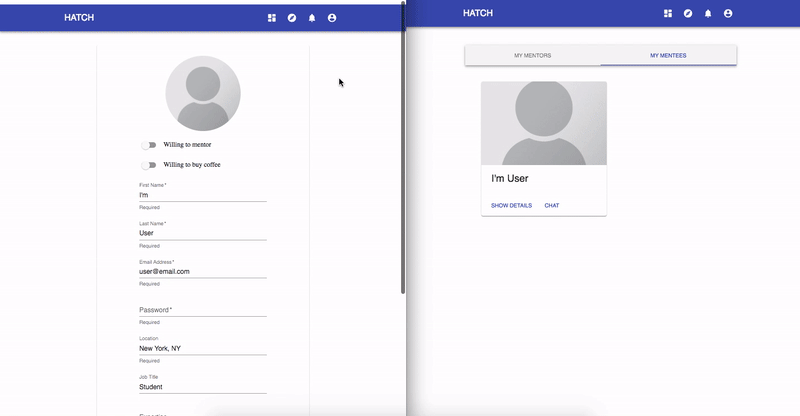 HATCH
Willing to mentor
Willing to buy coffee
First Name*
I'm
Required
Last Name*
User
Required
Email Address*
user@email.com
Required
Password*
Required
Location
New York, NY
Required
Job Title
Student
HATCH
MY MENTORS
MY MENTEES
I'm User
SHOW DETAILS
CHAT